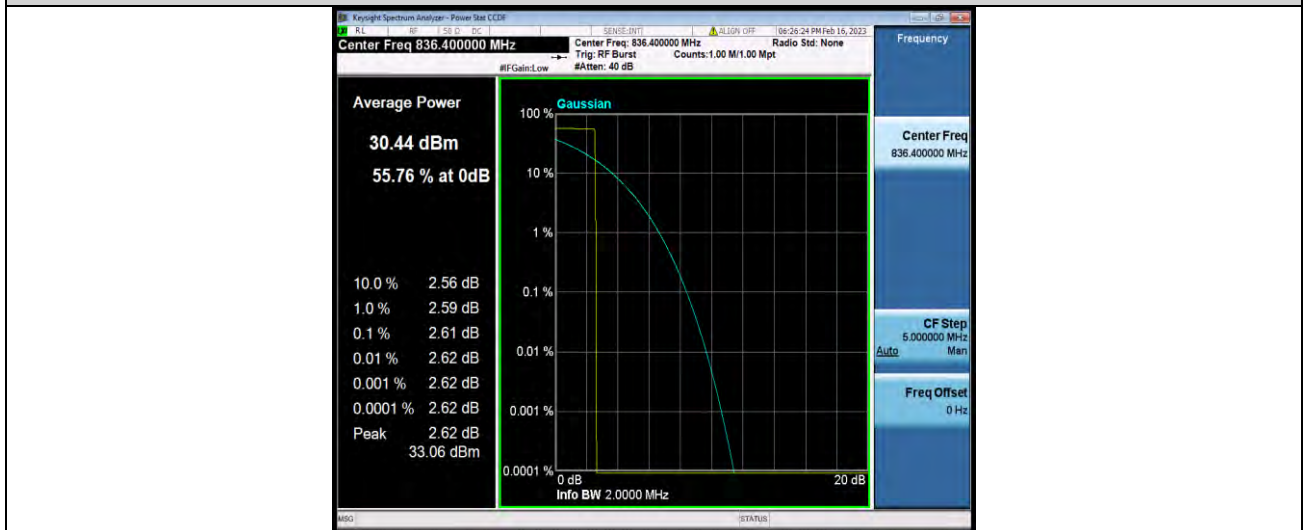 Keysight Spectrum Analyzer - Power Stat CCDF
RL RF 50 Ω DC SENSE:INT ALIGN OFF 06:26:24 PM Feb 16, 2023
Center Freq 836.400000 MHz Center Freq: 836.400000 MHz Radio Std: None
Trig: RF Burst Counts:1.00 M/1.00 Mpt
#IFGain:Low #Atten: 40 dB
Frequency
Average Power
30.44 dBm
55.76 % at 0dB
10.0 % 2.56 dB
1.0 % 2.59 dB
0.1 % 2.61 dB
0.01 % 2.62 dB
0.001 % 2.62 dB
0.0001 % 2.62 dB
Peak 2.62 dB
33.06 dBm
Gaussian
100 %
10 %
1 %
0.1 %
0.01 %
0.001 %
0.0001 %
0 dB 20 dB
Info BW 2.0000 MHz
Center Freq
836.400000 MHz
CF Step
5.000000 MHz
Auto Man
Freq Offset
0 Hz
MSG STATUS